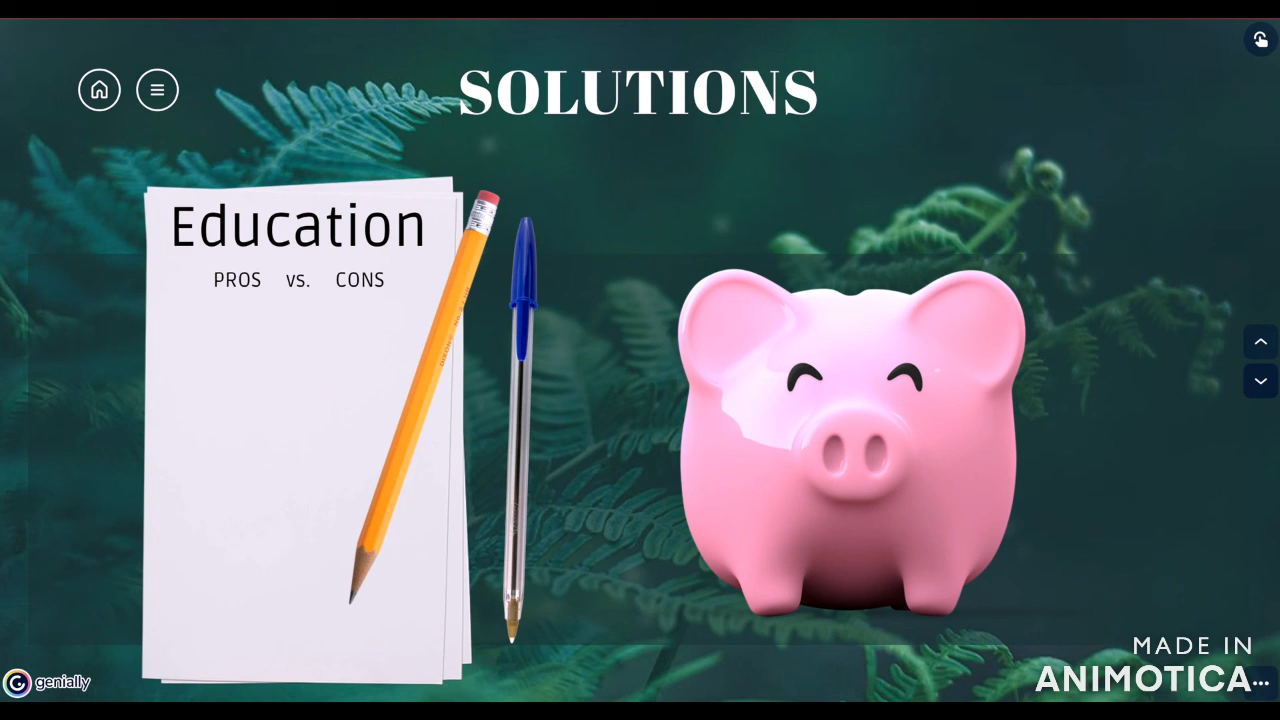 SOLUTIONS
Education
PROS vs. CONS
genially
MADE IN
ANIMOTICA